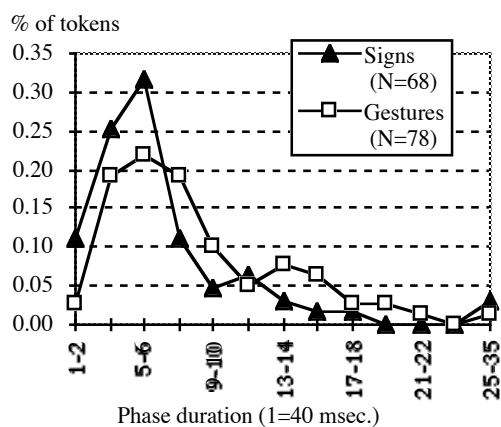 % of tokens
0.35
0.30
0.25
0.20
0.15
0.10
0.05
0.00
Signs
(N=68)
Gestures
(N=78)
1-2
5-6
9-10
13-14
17-18
21-22
25-35
Phase duration (1=40 msec.)